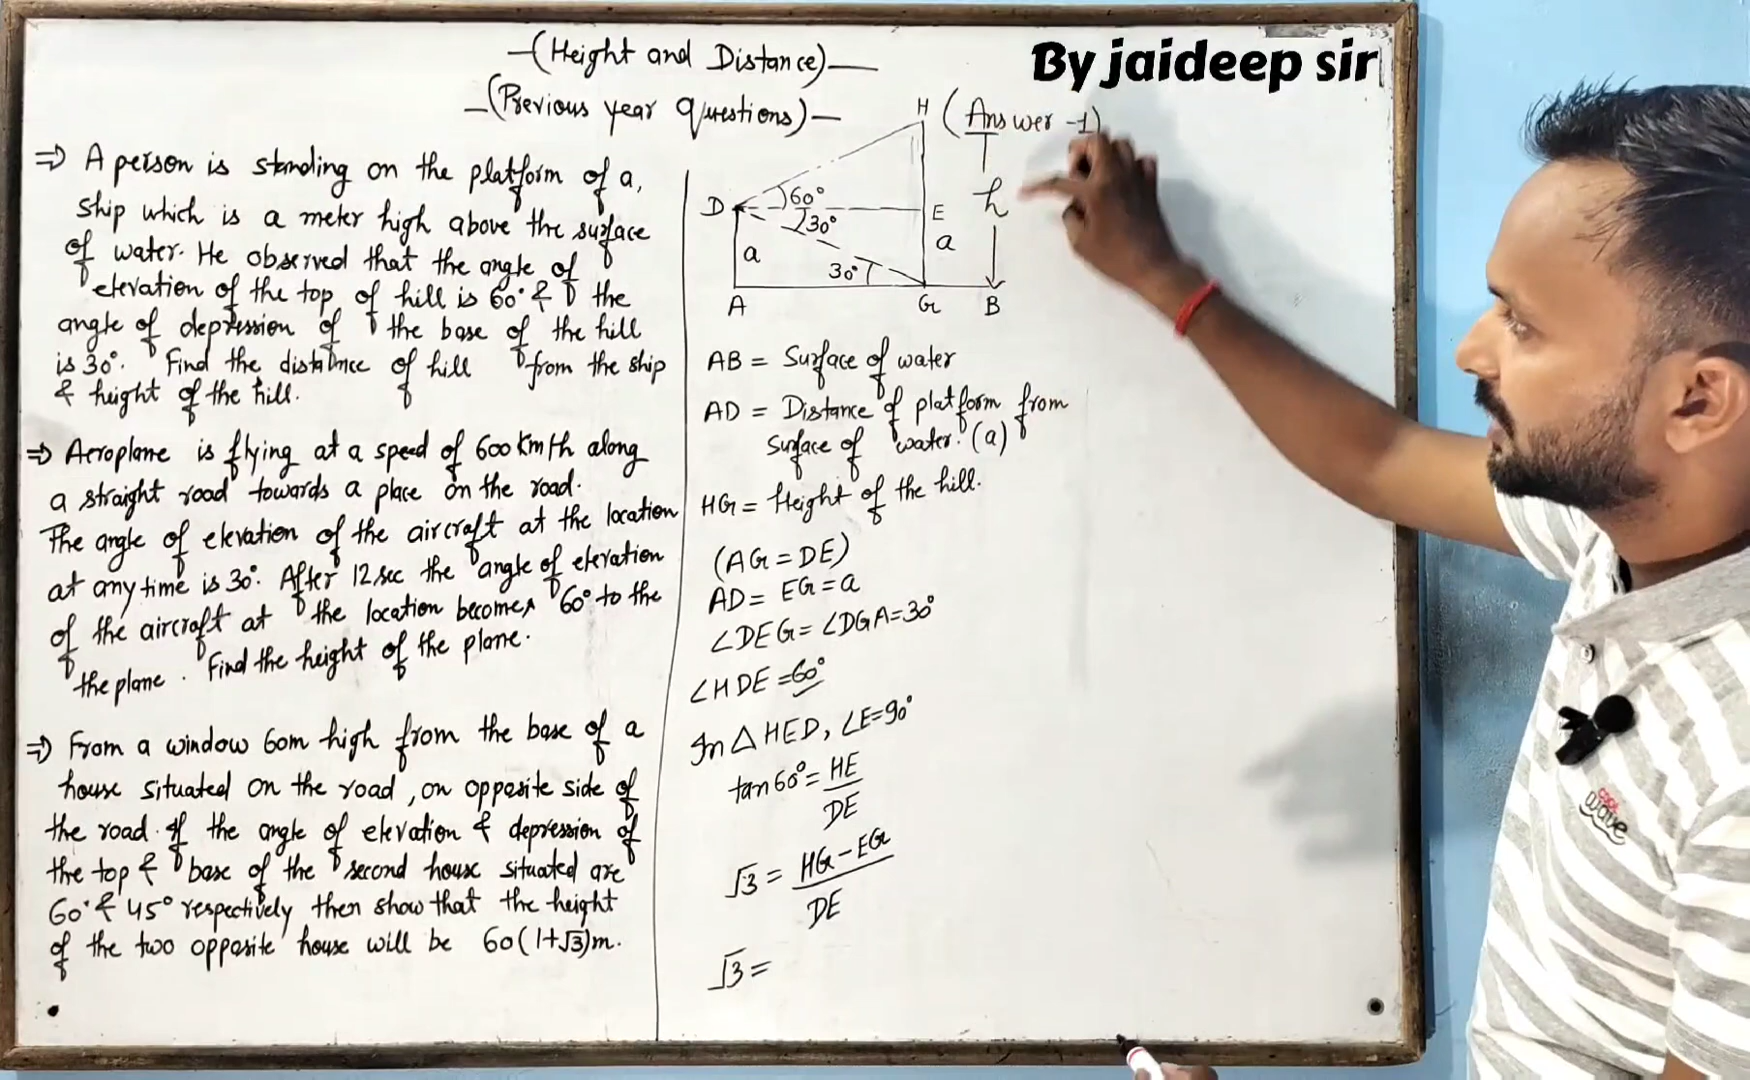 (Height and Distance)
By jaideep sir
(Previous year Questions)
⇒ A person is standing on the platform of a,
ship which is a meter high above the surface
of water. He observed that the angle of
elevation of the top of hill is 60° & the
angle of depression of the base of the hill
is 30°. Find the distance of hill from the ship
& height of the hill.
⇒ Aeroplane is flying at a speed of 600 Km/h along
a straight road towards a place on the road.
The angle of elevation of the aircraft at the location
at any time is 30°. After 12 sec the angle of elevation
of the aircraft at the location becomes 60° to the
the plane. Find the height of the plane.
⇒ From a window 60m high from the base of a
house situated on the road, on opposite side of
the road. If the angle of elevation & depression of
the top & base of the second house situated are
60° & 45° respectively then show that the height
of the two opposite house will be 60(1+√3)m.
H (Answer -1)
D 60° E h
30°
a a
30°
A G B
AB = Surface of water
AD = Distance of platform from
surface of water. (a)
HG = Height of the hill.
(AG = DE)
AD = EG = a
∠DEG = ∠DGA = 30°
∠HDE = 60°
In △HED, ∠E=90°
tan 60° = HE
DE
√3 = HG-EG
DE
√3 =
COOL
wave